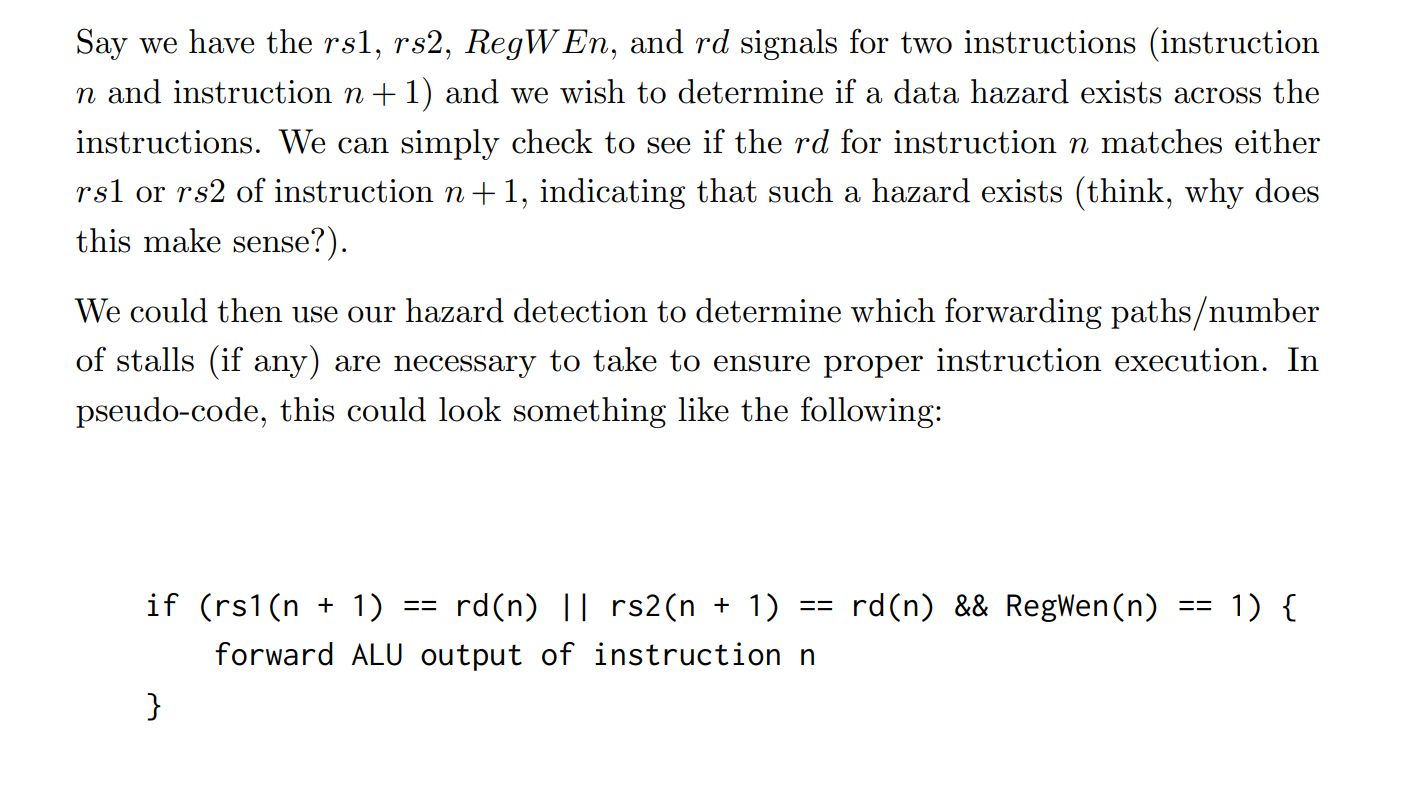 Say we have the rs1, rs2, RegWEn, and rd signals for two instructions (instruction
n and instruction n + 1) and we wish to determine if a data hazard exists across the
instructions. We can simply check to see if the rd for instruction n matches either
rs1 or rs2 of instruction n + 1, indicating that such a hazard exists (think, why does
this make sense?).
We could then use our hazard detection to determine which forwarding paths/number
of stalls (if any) are necessary to take to ensure proper instruction execution. In
pseudo-code, this could look something like the following:
if (rs1(n + 1) == rd(n) || rs2(n + 1) == rd(n) && RegWen(n) == 1) {
    forward ALU output of instruction n
}